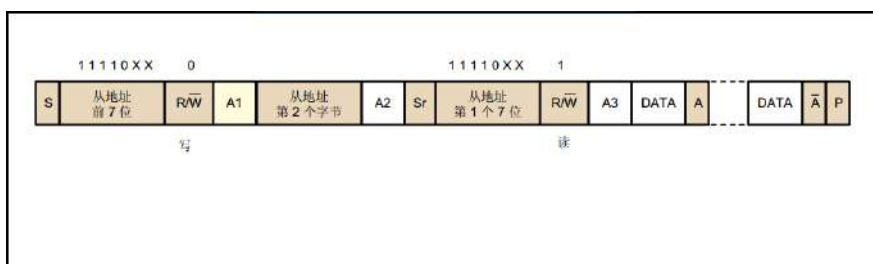 11110XX 0 11110XX 1
S 从地址 前7位 R/W̅ A1 从地址 第2个字节 A2 Sr 从地址 第1个7位 R/W̅ A3 DATA A DATA A̅ P
写 读